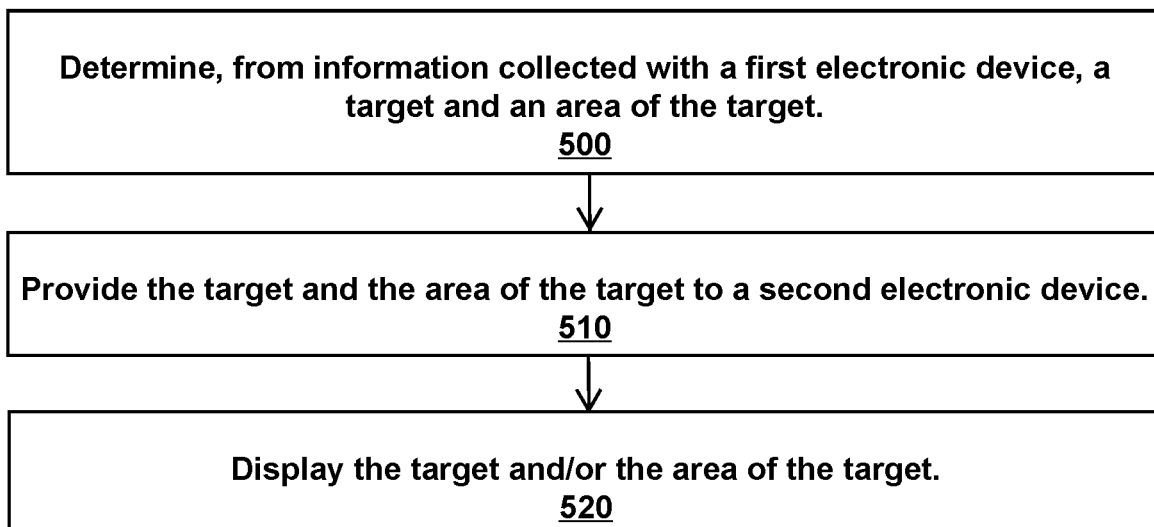 Determine, from information collected with a first electronic device, a
target and an area of the target.
500
Provide the target and the area of the target to a second electronic device.
510
Display the target and/or the area of the target.
520